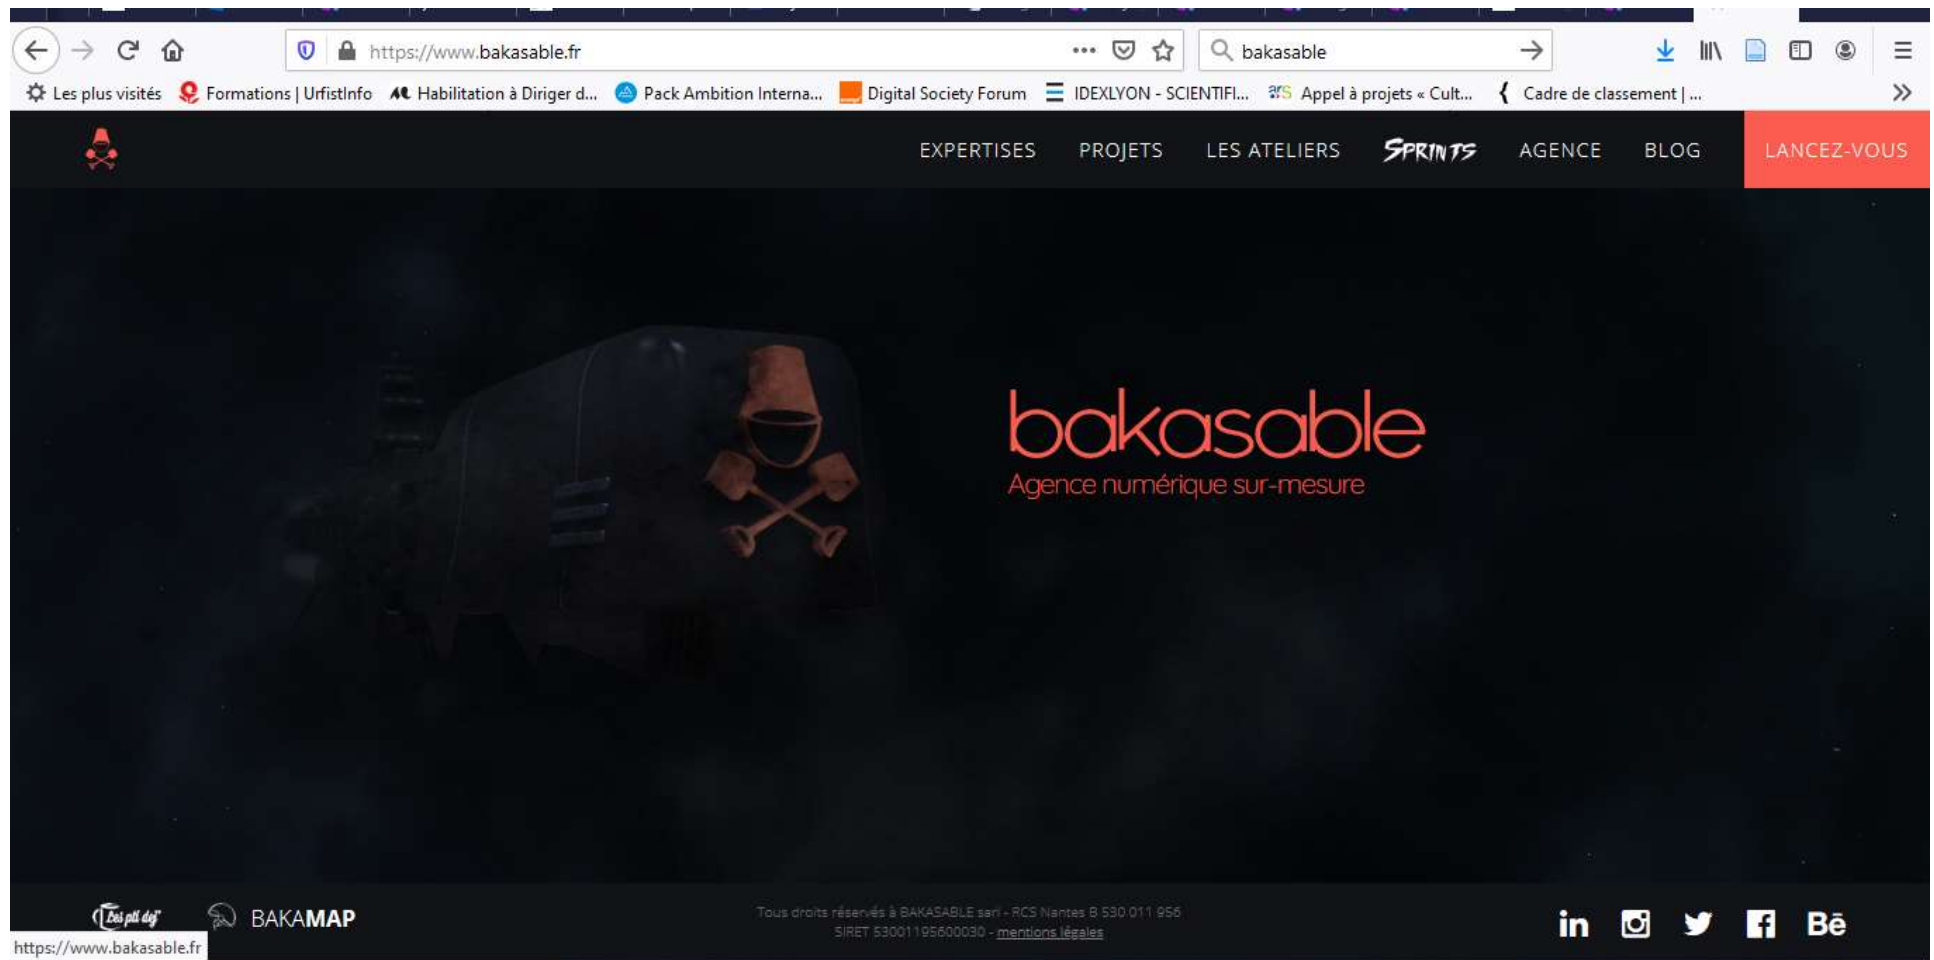 https://www.bakasable.fr
bakasable
Les plus visités Formations | UrfistInfo Habilitation à Diriger d... Pack Ambition Interna... Digital Society Forum IDEXLYON - SCIENTIFI... Appel à projets « Cult... Cadre de classement | ...
EXPERTISES PROJETS LES ATELIERS SPRINTS AGENCE BLOG LANCEZ-VOUS
bakasable
Agence numérique sur-mesure
Les pti dej' BAKAMAP
Tous droits réservés à BAKASABLE sarl - RCS Nantes B 530 011 956
SIRET 53001195600030 - mentions légales
in Bē
https://www.bakasable.fr